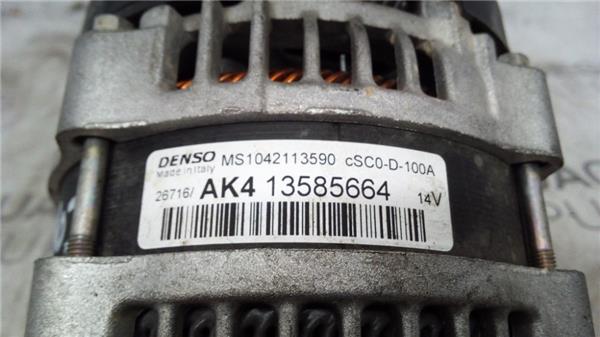 DENSO MS1042113590 cSC0-D-100A
Made in Italy
26716/ AK4 13585664 14V